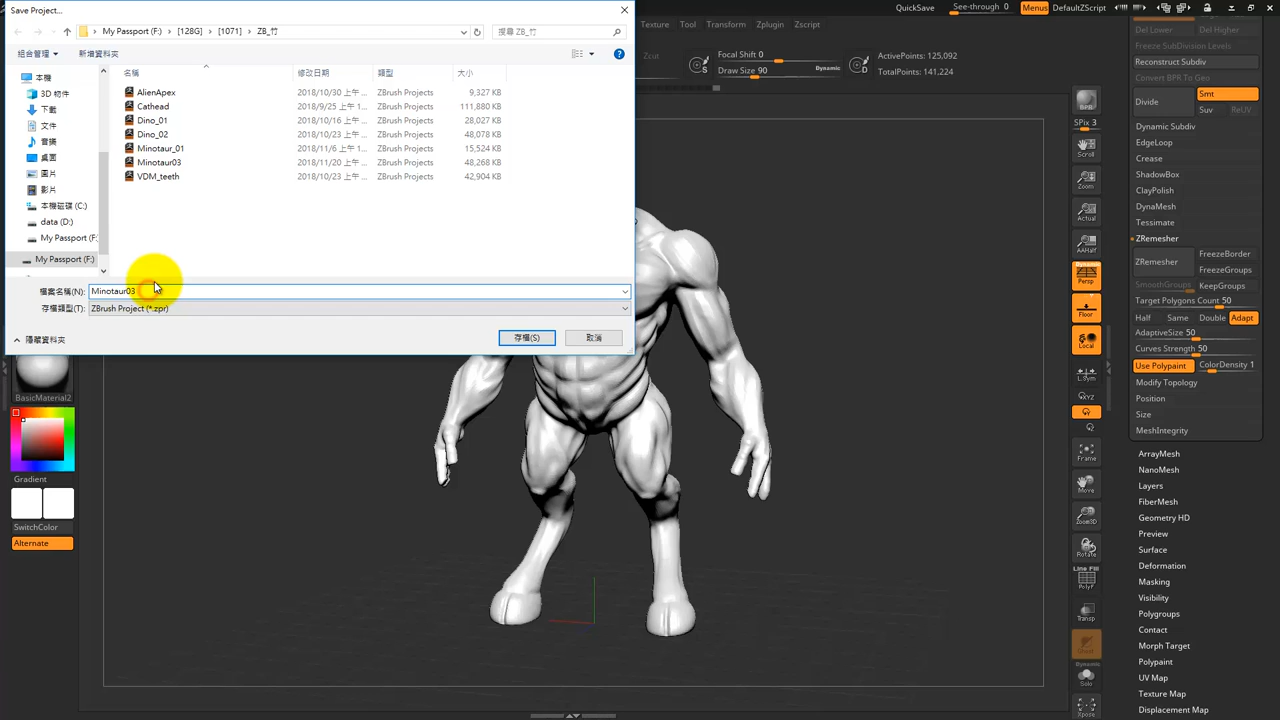 Save Project...
QuickSave
See-through 0
Menus
DefaultZScript
My Passport (F:)
[128G]
[1071]
ZB_竹
搜尋 ZB_竹
Texture
Tool
Transform
Zplugin
Zscript
組合管理
新增資料夾
Zcut
Focal Shift 0
Draw Size 90
Dynamic
S
D
ActivePoints: 125,092
TotalPoints: 141,224
名稱
修改日期
類型
大小
本機
3D 物件
下載
文件
音樂
桌面
圖片
影片
本機磁碟 (C:)
data (D:)
My Passport (F:
My Passport (F:)
AlienApex 2018/10/30 上午 ... ZBrush Projects 9,327 KB
Cathead 2018/9/25 上午 ... ZBrush Projects 111,880 KB
Dino_01 2018/10/16 上午 ... ZBrush Projects 28,027 KB
Dino_02 2018/10/23 上午 ... ZBrush Projects 48,078 KB
Minotaur_01 2018/11/6 上午 ... ZBrush Projects 15,524 KB
Minotaur03 2018/11/20 上午 ... ZBrush Projects 48,268 KB
VDM_teeth 2018/10/23 上午 ... ZBrush Projects 42,904 KB
檔案名稱(N): Minotaur03
存檔類型(T): ZBrush Project (*.zpr)
隱藏資料夾
存檔(S)
取消
BasicMaterial2
Gradient
SwitchColor
Alternate
BPR
SPix 3
Scroll
Zoom
Actual
AAHalf
Dynamic
Persp
Floor
Local
L.Sym
XYZ
Y
Z
Frame
Move
Zoom3D
Rotate
Line Fill
PolyF
Transp
Ghost
Dynamic
Solo
Xpose
Del Lower
Del Higher
Freeze SubDivision Levels
Reconstruct Subdiv
Convert BPR To Geo
Divide
Smt
Suv
ReUV
Dynamic Subdiv
EdgeLoop
Crease
ShadowBox
ClayPolish
DynaMesh
Tessimate
ZRemesher
ZRemesher
FreezeBorder
FreezeGroups
SmoothGroups
KeepGroups
Target Polygons Count 50
Half
Same
Double
Adapt
AdaptiveSize 50
Curves Strength 50
Use Polypaint
ColorDensity 1
Modify Topology
Position
Size
MeshIntegrity
ArrayMesh
NanoMesh
Layers
FiberMesh
Geometry HD
Preview
Surface
Deformation
Masking
Visibility
Polygroups
Contact
Morph Target
Polypaint
UV Map
Texture Map
Displacement Map